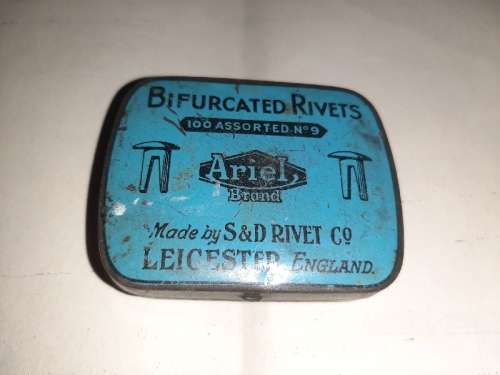 BIFURCATED RIVETS
100 ASSORTED Nº 9
Ariel
Brand
Made by S&D RIVET Cº
LEICESTER, ENGLAND.